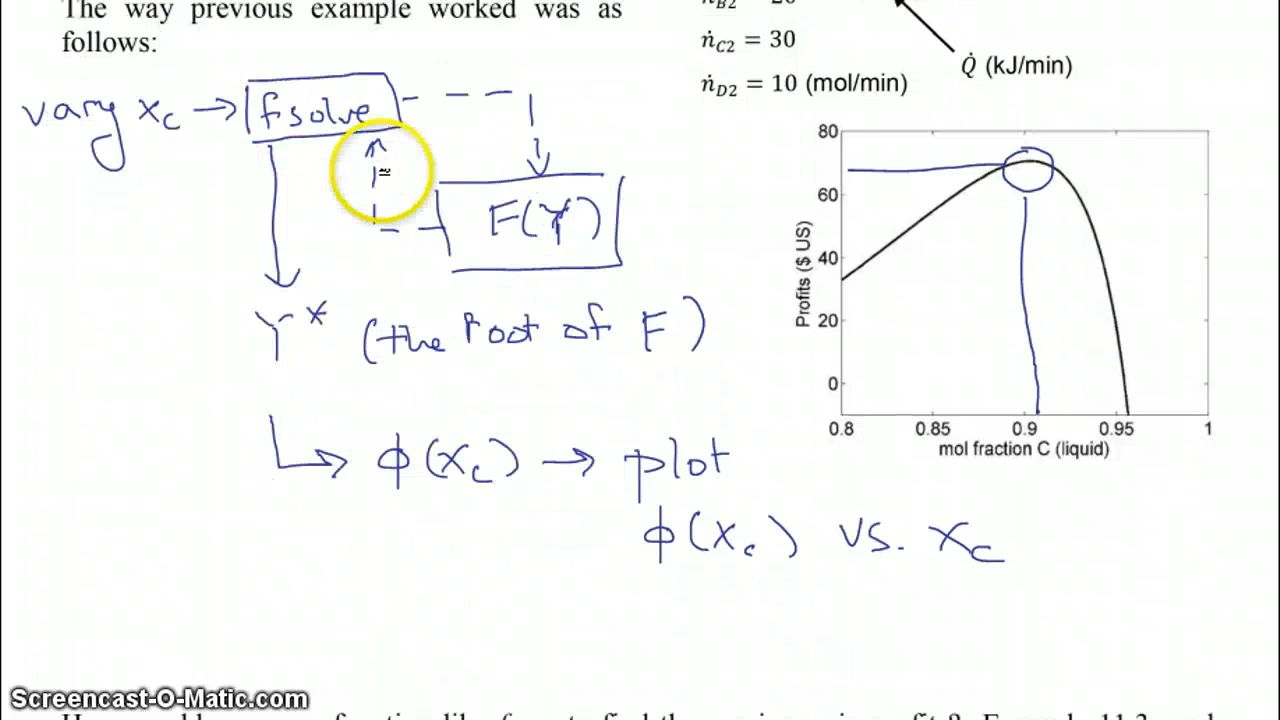 The way previous example worked was as
follows:
ṅC2 = 30
Q̇ (kJ/min)
ṅD2 = 10 (mol/min)
vary xc → fsolve
F(Y)
Y* (the root of F)
ϕ(xc) → plot
ϕ(xc) vs. xc
80
60
40
20
0
Profits ($ US)
0.8 0.85 0.9 0.95 1
mol fraction C (liquid)
Screencast-O-Matic.com